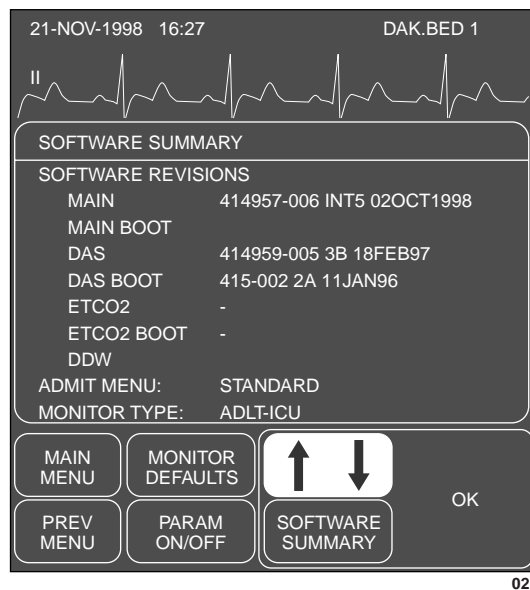 21-NOV-1998 16:27 DAK.BED 1
II
SOFTWARE SUMMARY
SOFTWARE REVISIONS
MAIN 414957-006 INT5 02OCT1998
MAIN BOOT
DAS 414959-005 3B 18FEB97
DAS BOOT 415-002 2A 11JAN96
ETCO2 -
ETCO2 BOOT -
DDW
ADMIT MENU: STANDARD
MONITOR TYPE: ADLT-ICU
MAIN MENU
MONITOR DEFAULTS
OK
PREV MENU
PARAM ON/OFF
SOFTWARE SUMMARY
02